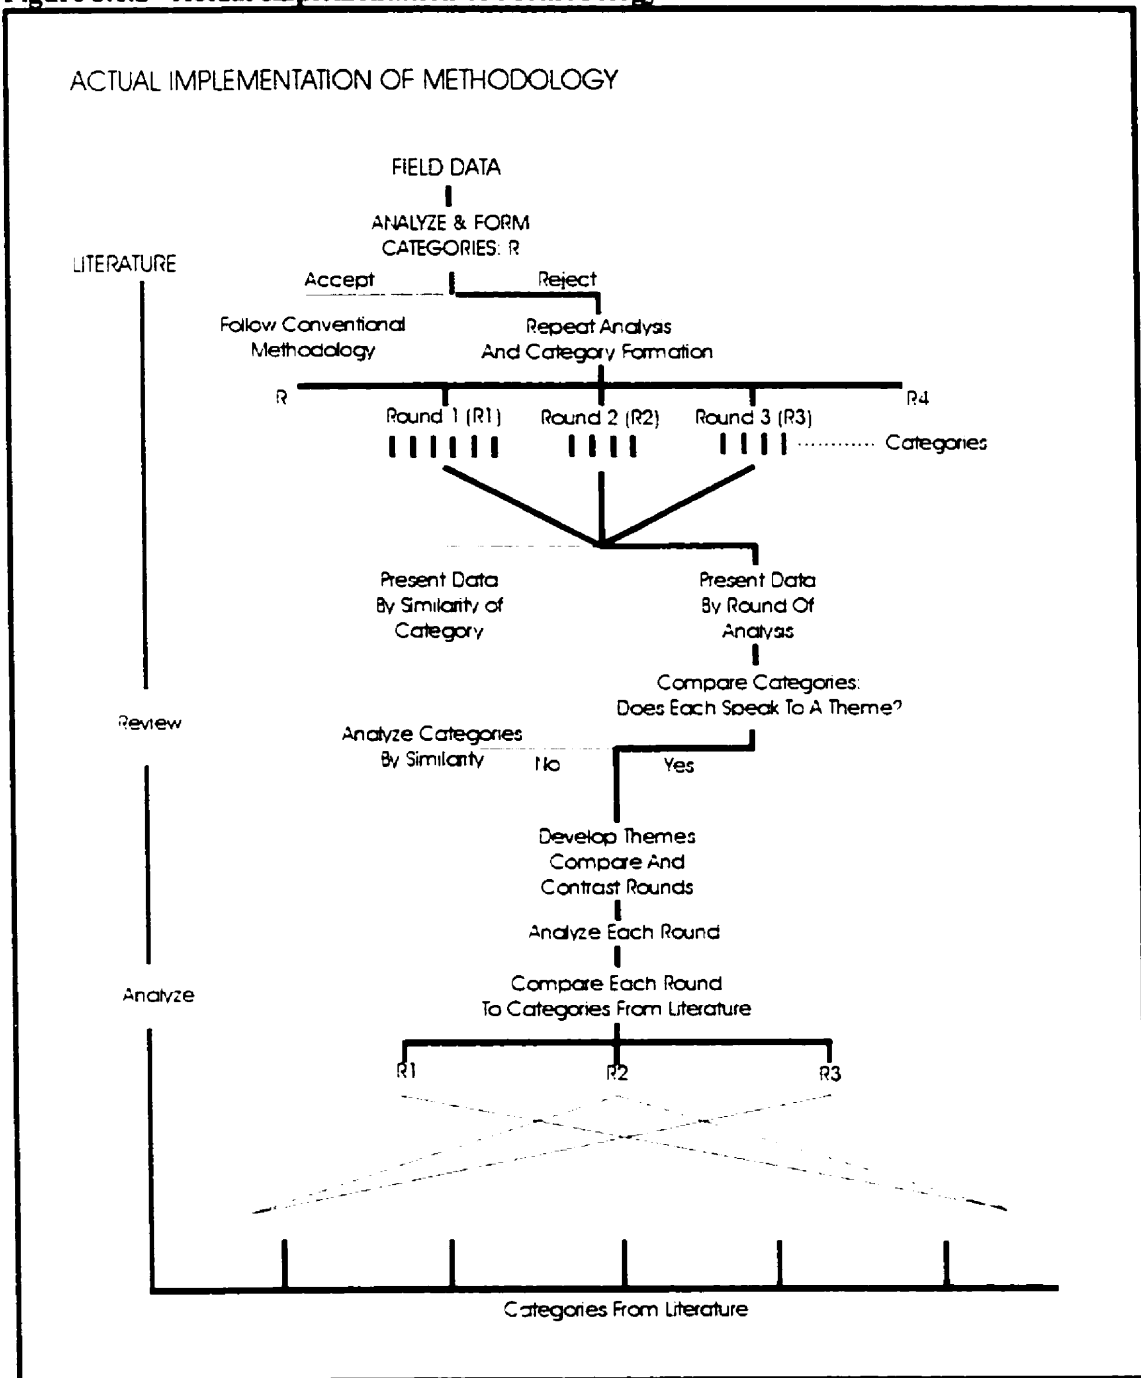 ACTUAL IMPLEMENTATION OF METHODOLOGY
FIELD DATA
ANALYZE & FORM
CATEGORIES: R
LITERATURE
Accept
Reject
Follow Conventional
Methodology
Repeat Analysis
And Category Formation
R
R4
Round 1 (R1)
Round 2 (R2)
Round 3 (R3)
Categories
Present Data
By Similarity of
Category
Present Data
By Round Of
Analysis
Compare Categories:
Does Each Speak To A Theme?
Review
Analyze Categories
By Similarity
No
Yes
Develop Themes
Compare And
Contrast Rounds
Analyze Each Round
Analyze
Compare Each Round
To Categories From Literature
R1
R2
R3
Categories From Literature